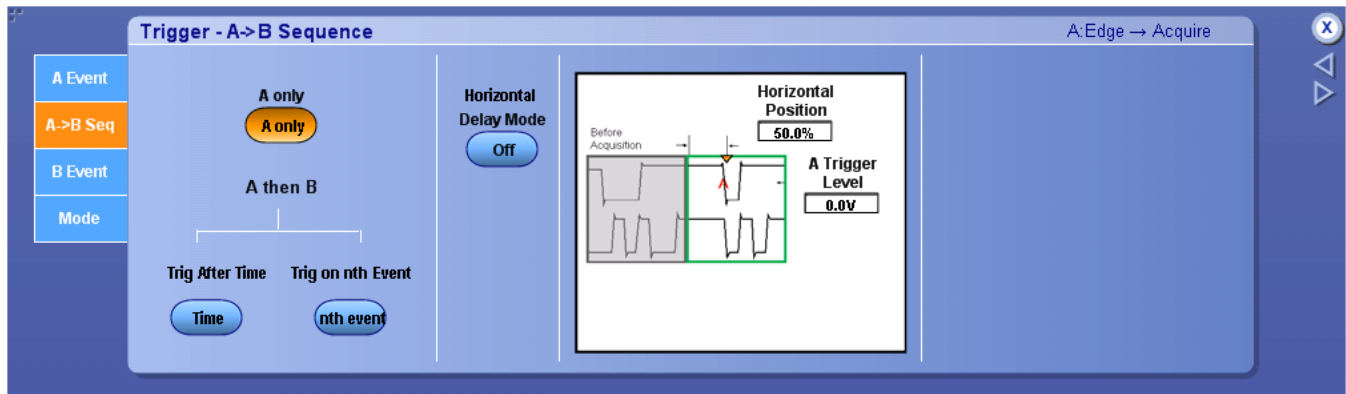 Trigger - A->B Sequence
A:Edge → Acquire
X
A Event
A->B Seq
B Event
Mode
A only
A only
A then B
Trig After Time
Time
Trig on nth Event
nth event
Horizontal
Delay Mode
Off
Before
Acquisition
Horizontal
Position
50.0%
A
A Trigger
Level
0.0V